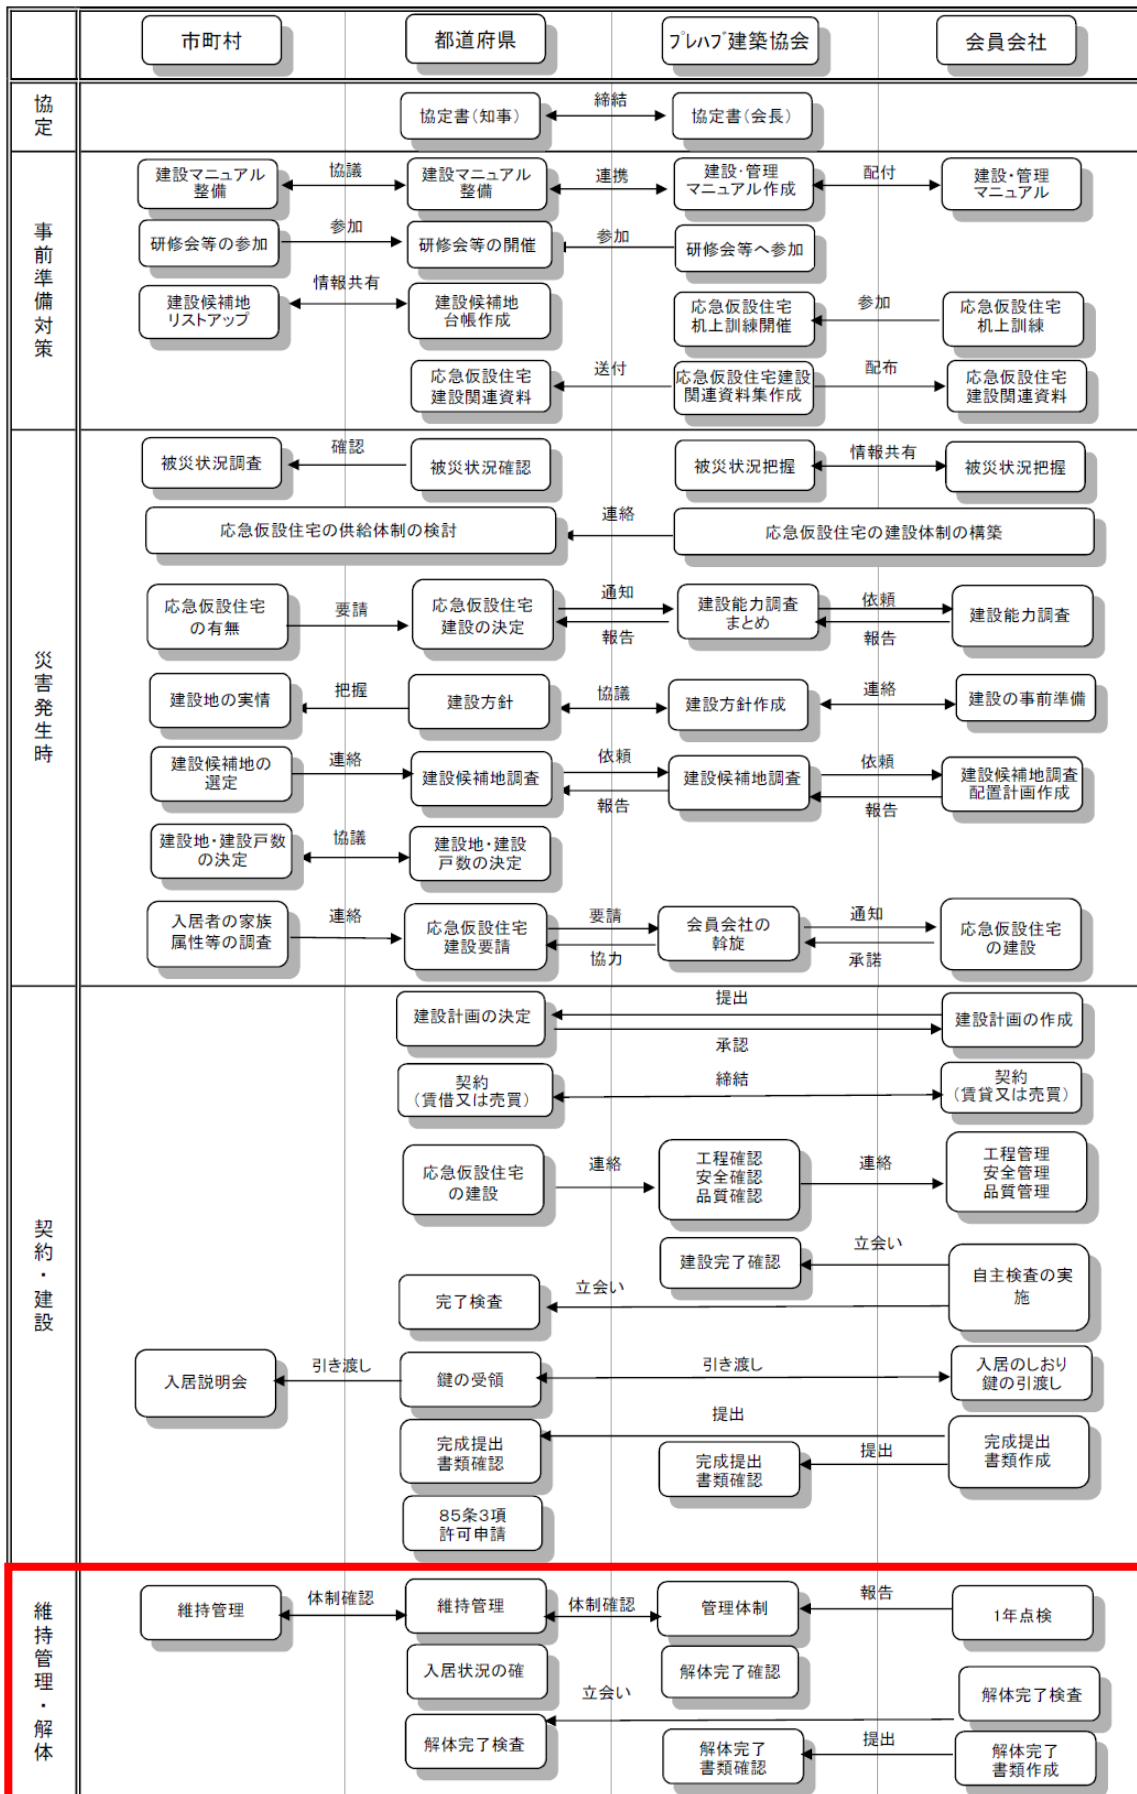 市町村
都道府県
プレハブ建築協会
会員会社
協定
協定書(知事)
締結
協定書(会長)
事前準備対策
建設マニュアル
整備
協議
建設マニュアル
整備
連携
建設・管理
マニュアル作成
配付
建設・管理
マニュアル
研修会等の参加
参加
研修会等の開催
参加
研修会等へ参加
建設候補地
リストアップ
情報共有
建設候補地
台帳作成
応急仮設住宅
机上訓練開催
参加
応急仮設住宅
机上訓練
応急仮設住宅
建設関連資料
送付
応急仮設住宅建設
関連資料集作成
配布
応急仮設住宅
建設関連資料
災害発生時
被災状況調査
確認
被災状況確認
被災状況把握
情報共有
被災状況把握
応急仮設住宅の供給体制の検討
連絡
応急仮設住宅の建設体制の構築
応急仮設住宅
の有無
要請
応急仮設住宅
建設の決定
通知
報告
建設能力調査
まとめ
依頼
報告
建設能力調査
建設地の実情
把握
建設方針
協議
建設方針作成
連絡
建設の事前準備
建設候補地の
選定
連絡
建設候補地調査
依頼
報告
建設候補地調査
依頼
報告
建設候補地調査
配置計画作成
建設地・建設戸数
の決定
協議
建設地・建設
戸数の決定
入居者の家族
属性等の調査
連絡
応急仮設住宅
建設要請
要請
協力
会員会社の
斡旋
通知
承諾
応急仮設住宅
の建設
契約・建設
建設計画の決定
提出
承認
建設計画の作成
契約
(賃借又は売買)
締結
契約
(賃貸又は売買)
応急仮設住宅
の建設
連絡
工程確認
安全確認
品質確認
連絡
工程管理
安全管理
品質管理
建設完了確認
立会い
自主検査の実
施
完了検査
立会い
入居説明会
引き渡し
鍵の受領
引き渡し
入居のしおり
鍵の引渡し
完成提出
書類確認
提出
完成提出
書類確認
提出
完成提出
書類作成
85条3項
許可申請
維持管理・解体
維持管理
体制確認
維持管理
体制確認
管理体制
報告
1年点検
入居状況の確
解体完了確認
立会い
解体完了検査
解体完了検査
解体完了
書類確認
提出
解体完了
書類作成